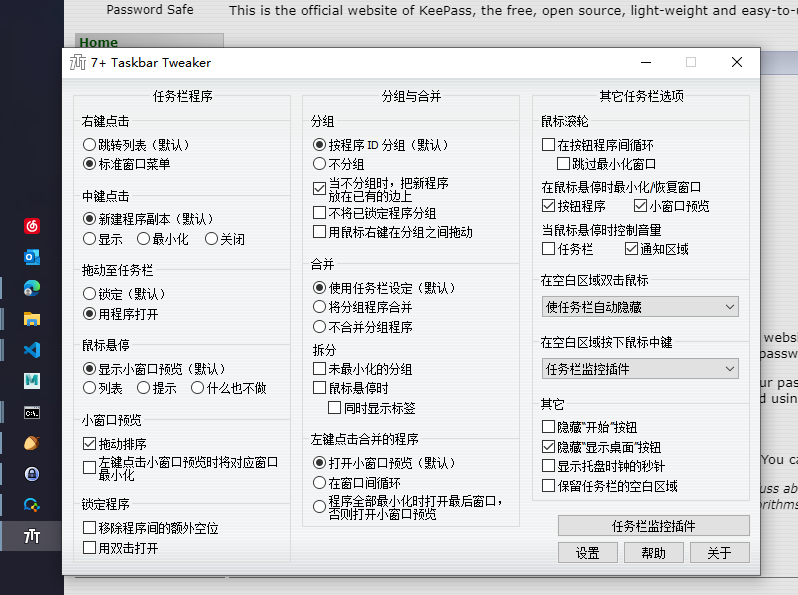 Password Safe
This is the official website of KeePass, the free, open source, light-weight and easy-to-u
Home
7+ Taskbar Tweaker
任务栏程序
右键点击
跳转列表（默认）
标准窗口菜单
中键点击
新建程序副本（默认）
显示 最小化 关闭
拖动至任务栏
锁定（默认）
用程序打开
鼠标悬停
显示小窗口预览（默认）
列表 提示 什么也不做
小窗口预览
拖动排序
左键点击小窗口预览时将对应窗口
最小化
锁定程序
移除程序间的额外空位
用双击打开
分组与合并
分组
按程序 ID 分组（默认）
不分组
当不分组时，把新程序
放在已有的边上
不将已锁定程序分组
用鼠标右键在分组之间拖动
合并
使用任务栏设定（默认）
将分组程序合并
不合并分组程序
拆分
未最小化的分组
鼠标悬停时
同时显示标签
左键点击合并的程序
打开小窗口预览（默认）
在窗口间循环
程序全部最小化时打开最后窗口，
否则打开小窗口预览
其它任务栏选项
鼠标滚轮
在按钮程序间循环
跳过最小化窗口
在鼠标悬停时最小化/恢复窗口
按钮程序 小窗口预览
当鼠标悬停时控制音量
任务栏 通知区域
在空白区域双击鼠标
使任务栏自动隐藏
在空白区域按下鼠标中键
任务栏监控插件
其它
隐藏"开始"按钮
隐藏"显示桌面"按钮
显示托盘时钟的秒针
保留任务栏的空白区域
任务栏监控插件
设置 帮助 关于
websi
passw
ur pas
d usin
You ca
uss ab
rithms